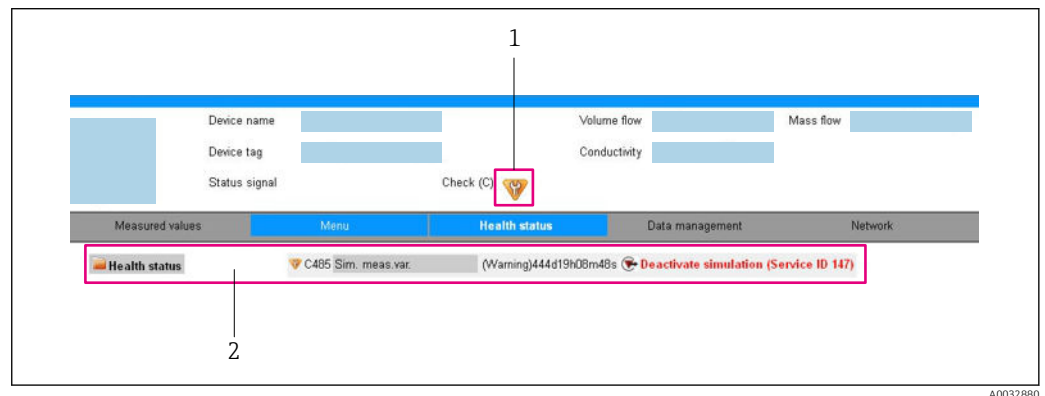 1
Device name
Volume flow
Mass flow
Device tag
Conductivity
Status signal
Check (C)
Measured values
Menu
Health status
Data management
Network
Health status
C485 Sim. meas.var.
(Warning)444d19h08m48s
Deactivate simulation (Service ID 147)
2
A0032880